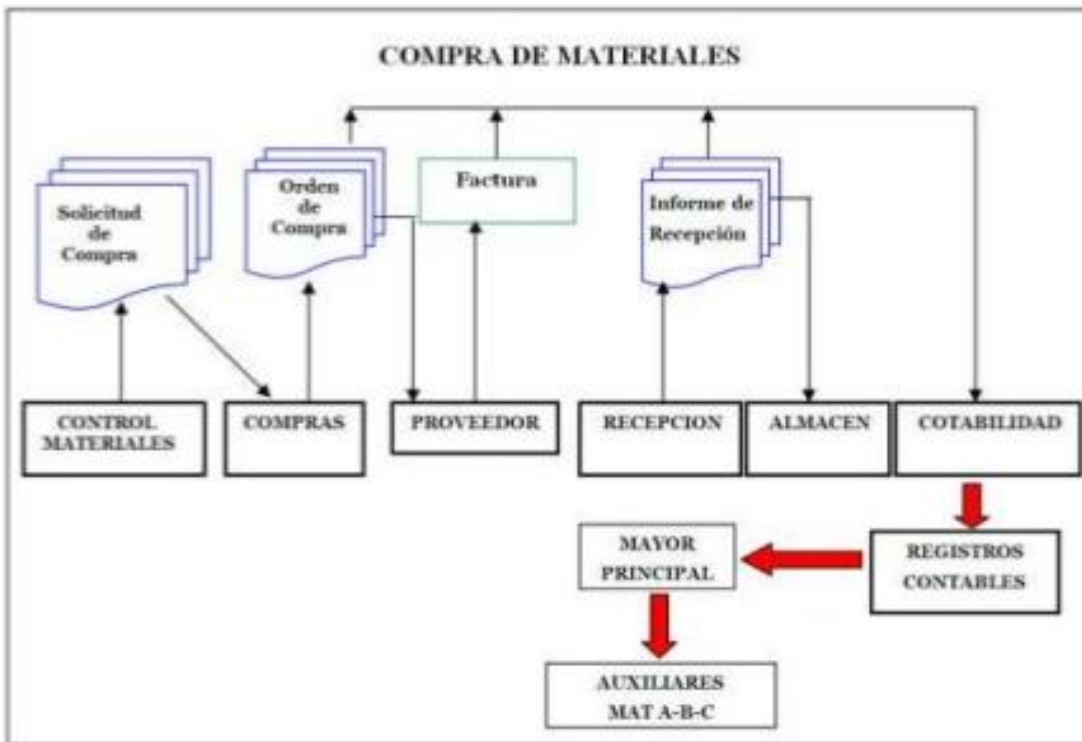 COMPRA DE MATERIALES
Solicitud
de
Compra
Orden
de
Compra
Factura
Informe de
Recepción
CONTROL
MATERIALES
COMPRAS
PROVEEDOR
RECEPCION
ALMACEN
COTABILIDAD
MAYOR
PRINCIPAL
REGISTROS
CONTABLES
AUXILIARES
MAT A-B-C